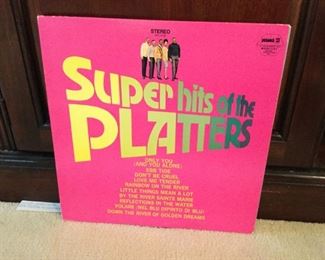 STEREO
Super hits of the
PLATTERS
ONLY YOU
(AND YOU ALONE)
EBB TIDE
DON'T BE CRUEL
LOVE ME TENDER
RAINBOW ON THE RIVER
LITTLE THINGS MEAN A LOT
BY THE RIVER SAINTE MARIE
REFLECTIONS IN THE WATER
VOLARE (NEL BLU DIPINTO DI BLU)
DOWN THE RIVER OF GOLDEN DREAMS